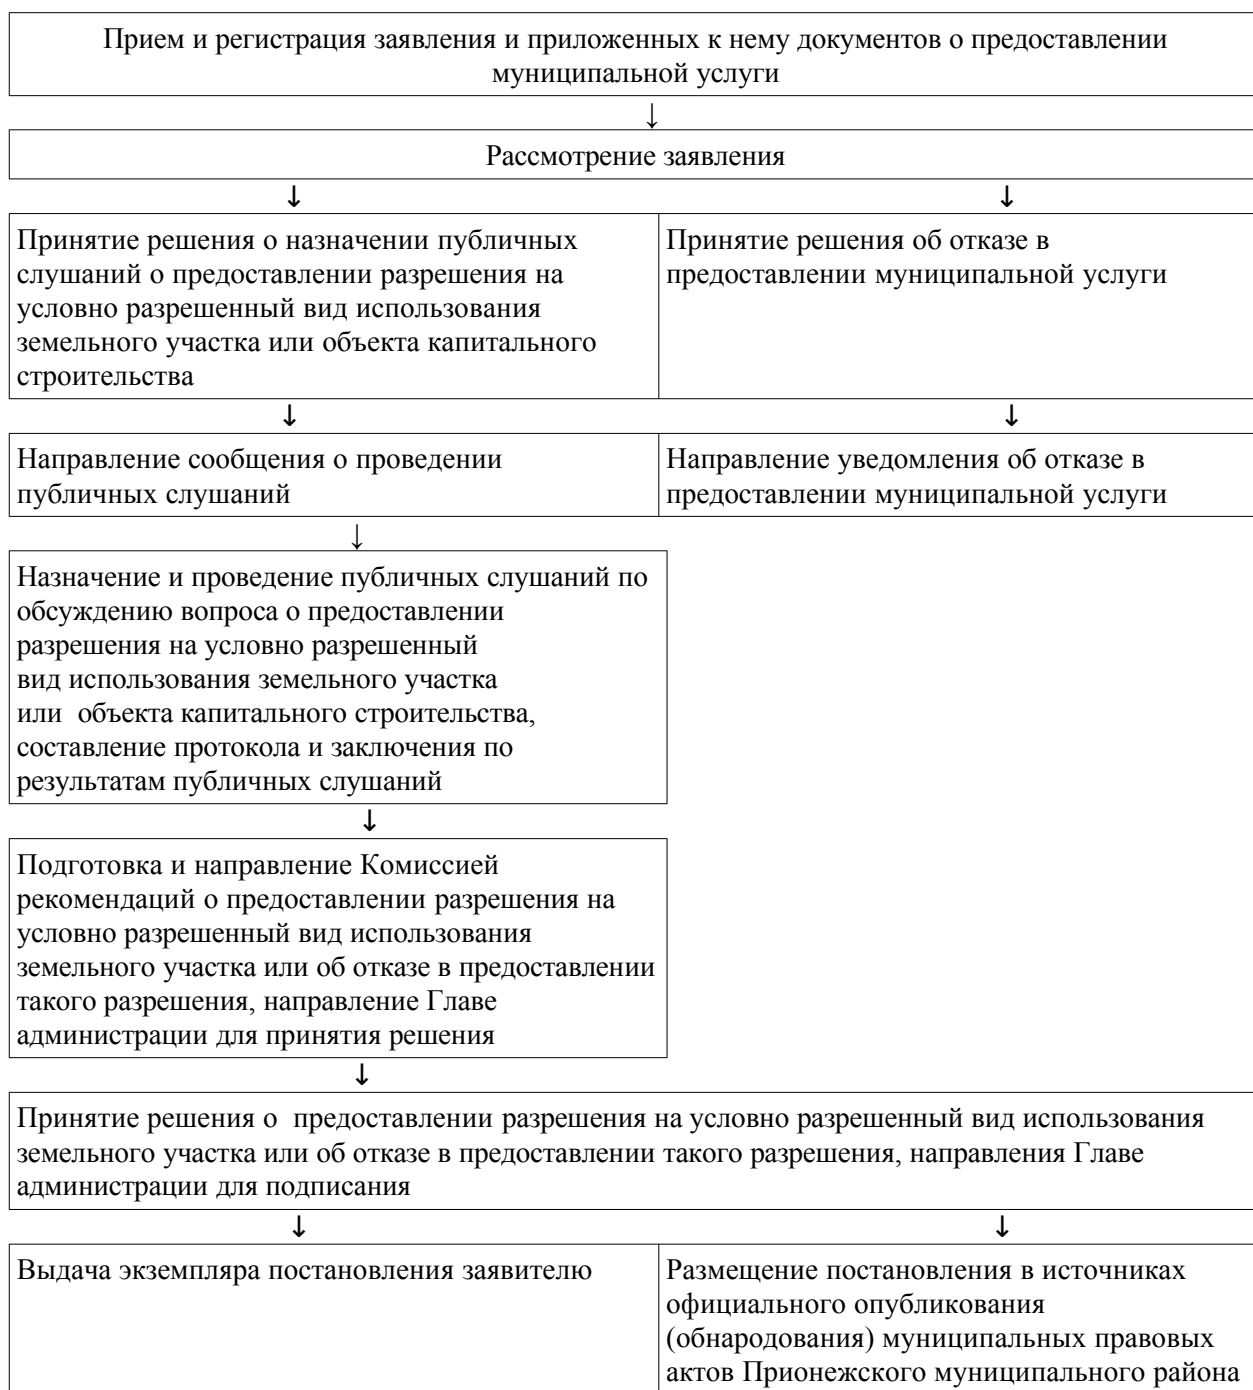 Прием и регистрация заявления и приложенных к нему документов о предоставлении
муниципальной услуги
↓
Рассмотрение заявления
↓ ↓
Принятие решения о назначении публичных
слушаний о предоставлении разрешения на
условно разрешенный вид использования
земельного участка или объекта капитального
строительства
Принятие решения об отказе в
предоставлении муниципальной услуги
↓ ↓
Направление сообщения о проведении
публичных слушаний
Направление уведомления об отказе в
предоставлении муниципальной услуги
↓
Назначение и проведение публичных слушаний по
обсуждению вопроса о предоставлении
разрешения на условно разрешенный
вид использования земельного участка
или  объекта капитального строительства,
составление протокола и заключения по
результатам публичных слушаний
↓
Подготовка и направление Комиссией
рекомендаций о предоставлении разрешения на
условно разрешенный вид использования
земельного участка или об отказе в предоставлении
такого разрешения, направление Главе
администрации для принятия решения
↓
Принятие решения о  предоставлении разрешения на условно разрешенный вид использования
земельного участка или об отказе в предоставлении такого разрешения, направления Главе
администрации для подписания
↓ ↓
Выдача экземпляра постановления заявителю
Размещение постановления в источниках
официального опубликования
(обнародования) муниципальных правовых
актов Прионежского муниципального района